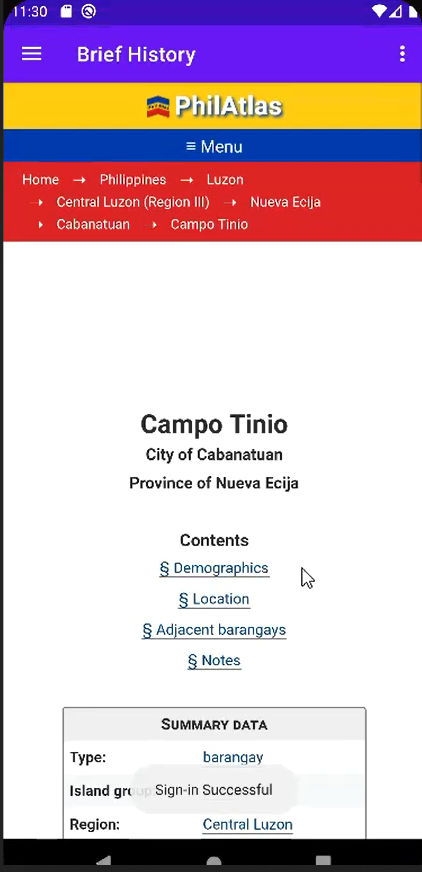 11:30
Brief History
PhilAtlas
≡ Menu
Home → Philippines → Luzon
→ Central Luzon (Region III) → Nueva Ecija
→ Cabanatuan → Campo Tinio
Campo Tinio
City of Cabanatuan
Province of Nueva Ecija
Contents
§ Demographics
§ Location
§ Adjacent barangays
§ Notes
SUMMARY DATA
Type: barangay
Island
Sign-in Successful
Region: Central Luzon